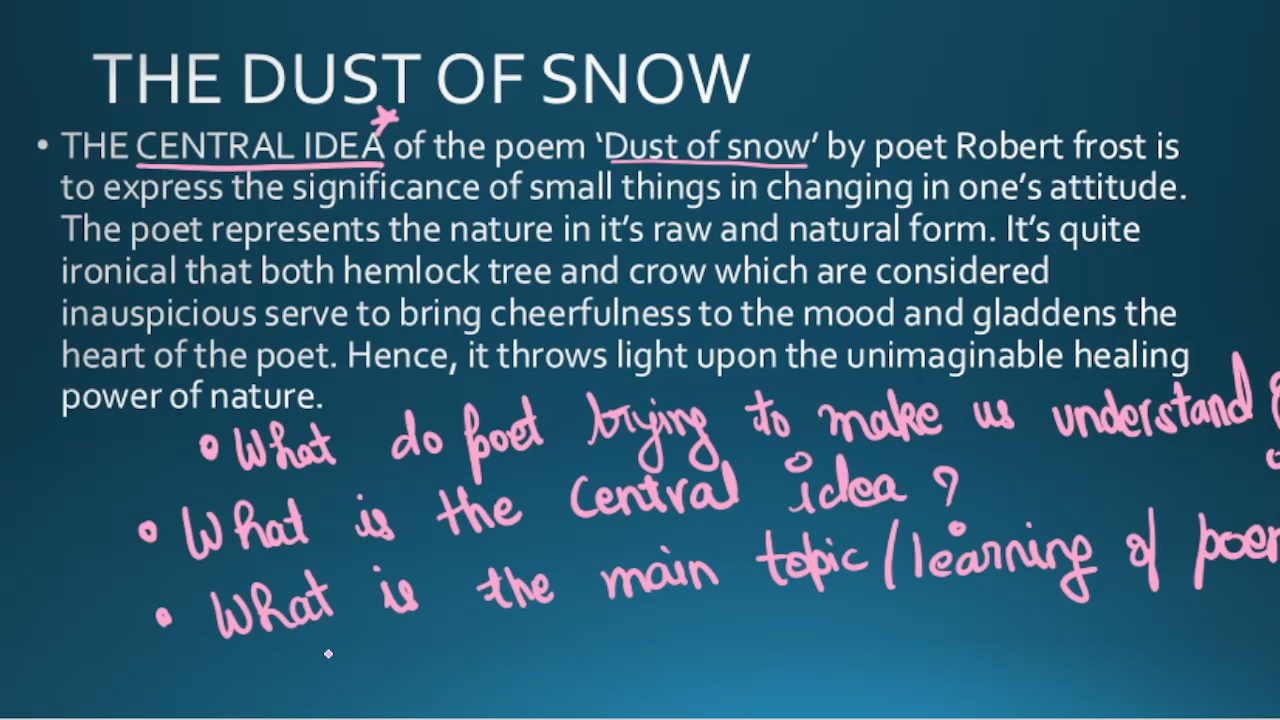 THE DUST OF SNOW
• THE CENTRAL IDEA of the poem ‘Dust of snow’ by poet Robert frost is
to express the significance of small things in changing in one’s attitude.
The poet represents the nature in it’s raw and natural form. It’s quite
ironical that both hemlock tree and crow which are considered
inauspicious serve to bring cheerfulness to the mood and gladdens the
heart of the poet. Hence, it throws light upon the unimaginable healing
power of nature.
• What do poet trying to make us understand
• What is the Central idea?
• What is the main topic/learning of